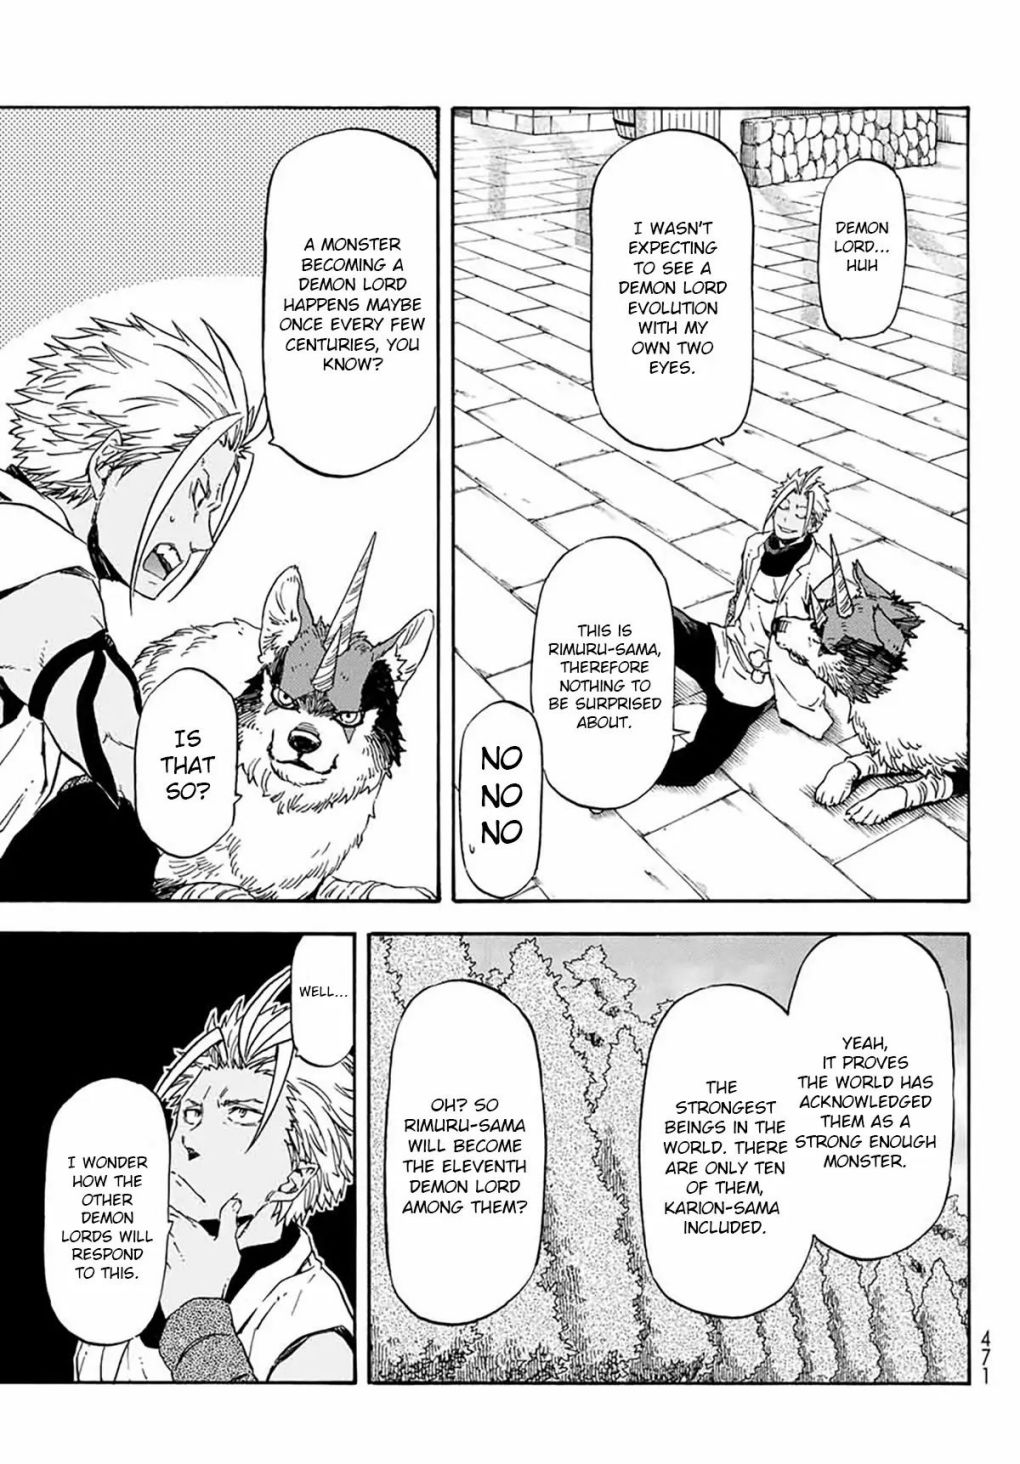 DEMON
LORD...
HUH
I WASN'T
EXPECTING
TO SEE A
DEMON LORD
EVOLUTION
WITH MY
OWN TWO
EYES.
THIS IS
RIMURU-SAMA,
THEREFORE
NOTHING TO
BE SURPRISED
ABOUT.
NO
NO
NO
A MONSTER
BECOMING A
DEMON LORD
HAPPENS MAYBE
ONCE EVERY FEW
CENTURIES, YOU
KNOW?
IS
THAT
SO?
YEAH,
IT PROVES
THE WORLD HAS
ACKNOWLEDGED
THEM AS A
STRONG ENOUGH
MONSTER.
THE
STRONGEST
BEINGS IN THE
WORLD. THERE
ARE ONLY TEN
OF THEM,
KARION-SAMA
INCLUDED.
OH? SO
RIMURU-SAMA
WILL BECOME
THE ELEVENTH
DEMON LORD
AMONG THEM?
WELL...
I WONDER
HOW THE
OTHER
DEMON
LORDS WILL
RESPOND
TO THIS.
471